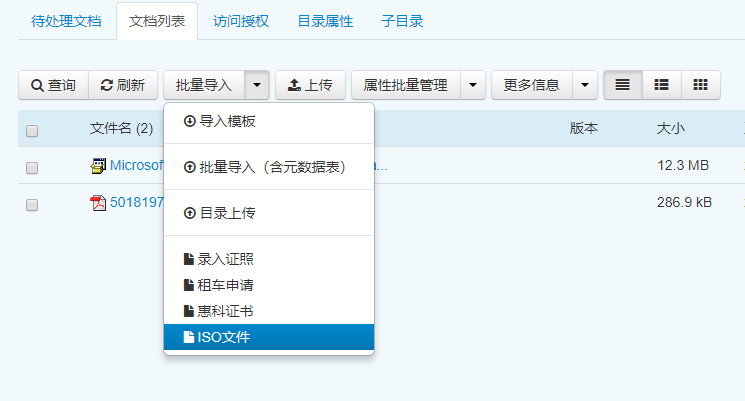 待处理文档 文档列表 访问授权 目录属性 子目录
查询 刷新 批量导入 上传 属性批量管理 更多信息
文件名 (2) 版本 大小
导入模板
Microsof a... 12.3 MB
批量导入（含元数据表）
5018197 286.9 kB
目录上传
录入证照
租车申请
惠科证书
ISO文件